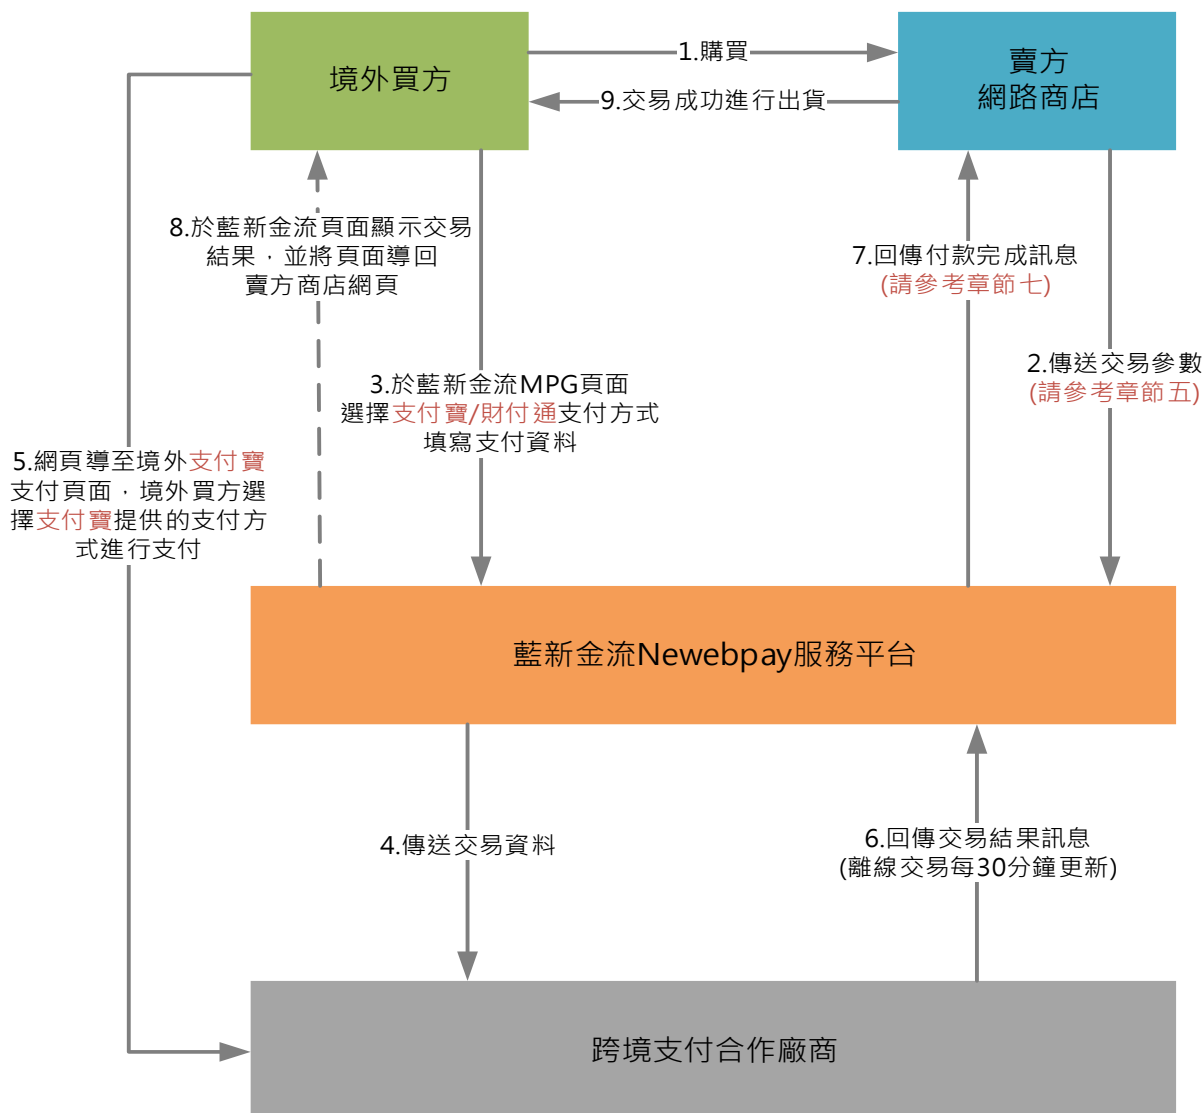 境外買方
1.購買
賣方
網路商店
9.交易成功進行出貨
8.於藍新金流頁面顯示交易
結果，並將頁面導回
賣方商店網頁
7.回傳付款完成訊息
(請參考章節七)
2.傳送交易參數
(請參考章節五)
3.於藍新金流MPG頁面
選擇支付寶/財付通支付方式
填寫支付資料
5.網頁導至境外支付寶
支付頁面，境外買方選
擇支付寶提供的支付方
式進行支付
藍新金流Newebpay服務平台
4.傳送交易資料
6.回傳交易結果訊息
(離線交易每30分鐘更新)
跨境支付合作廠商